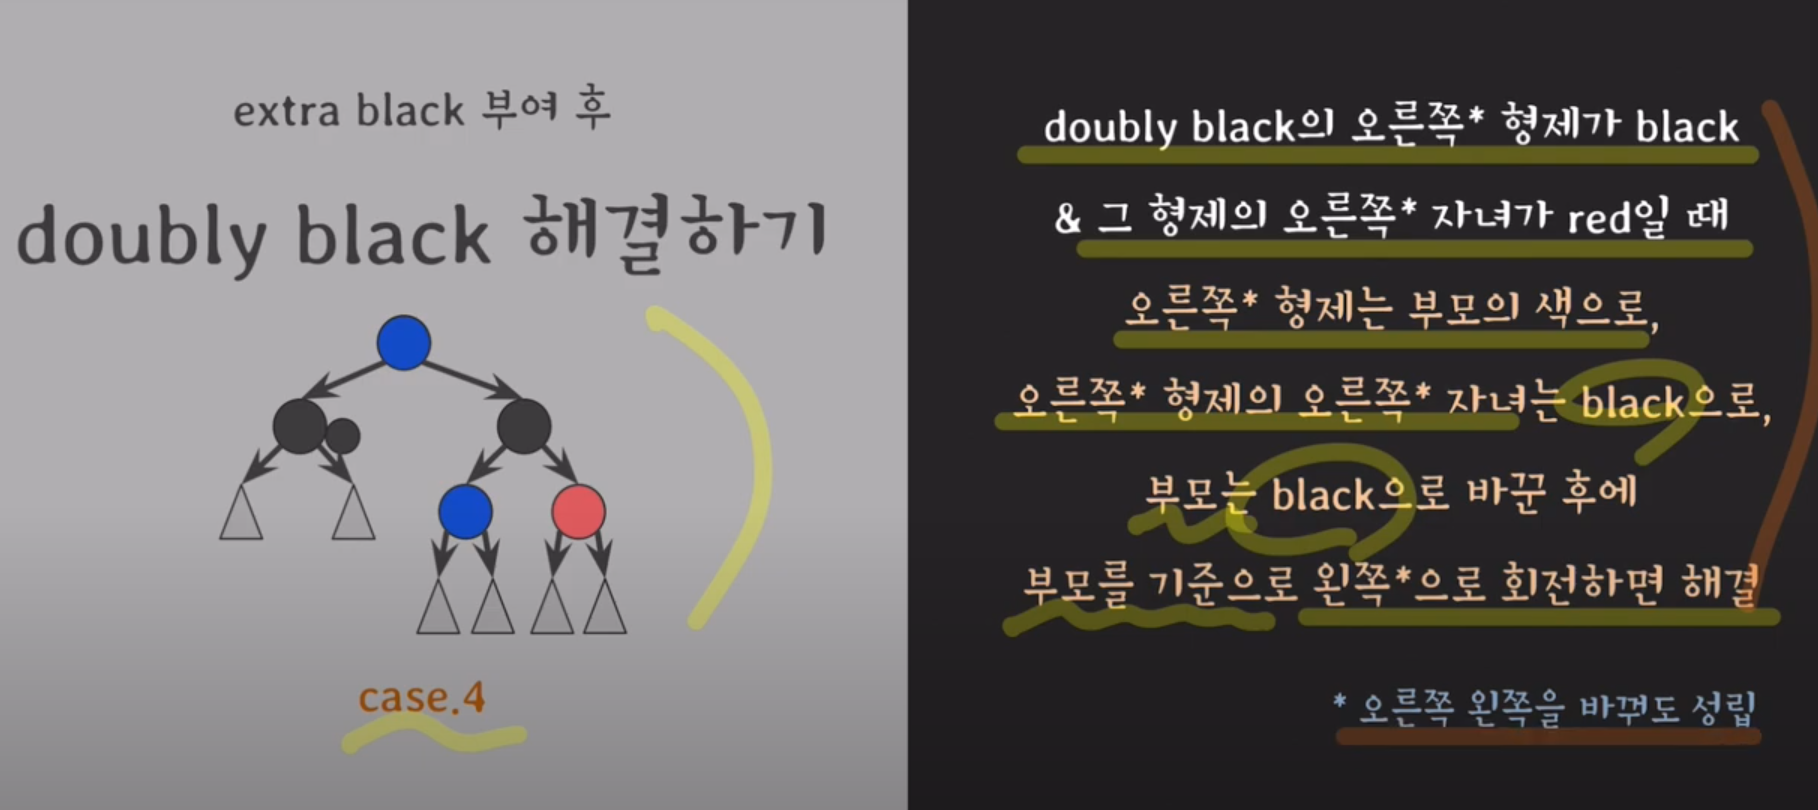 extra black 부여 후
doubly black 해결하기
case.4
doubly black의 오른쪽* 형제가 black
& 그 형제의 오른쪽* 자녀가 red일 때
오른쪽* 형제는 부모의 색으로,
오른쪽* 형제의 오른쪽* 자녀는 black으로,
부모는 black으로 바꾼 후에
부모를 기준으로 왼쪽*으로 회전하면 해결
* 오른쪽 왼쪽을 바꿔도 성립